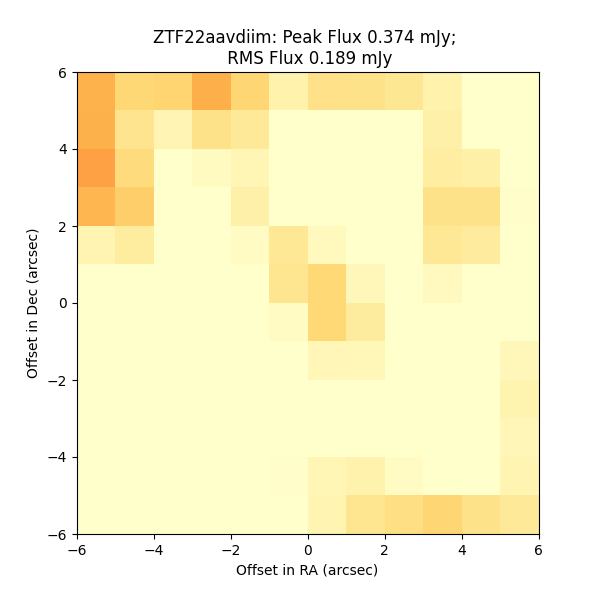 ZTF22aavdiim: Peak Flux 0.374 mJy;
RMS Flux 0.189 mJy
6
4
2
0
−2
−4
−6
Offset in Dec (arcsec)
−6 −4 −2 0 2 4 6
Offset in RA (arcsec)